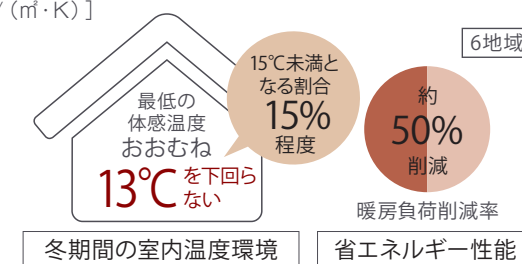 /(㎡·K)]
6地域
15℃未満と
なる割合
15%
程度
最低の
体感温度
おおむね
13℃を下回ら
ない
約
50%
削減
暖房負荷削減率
冬期間の室内温度環境
省エネルギー性能